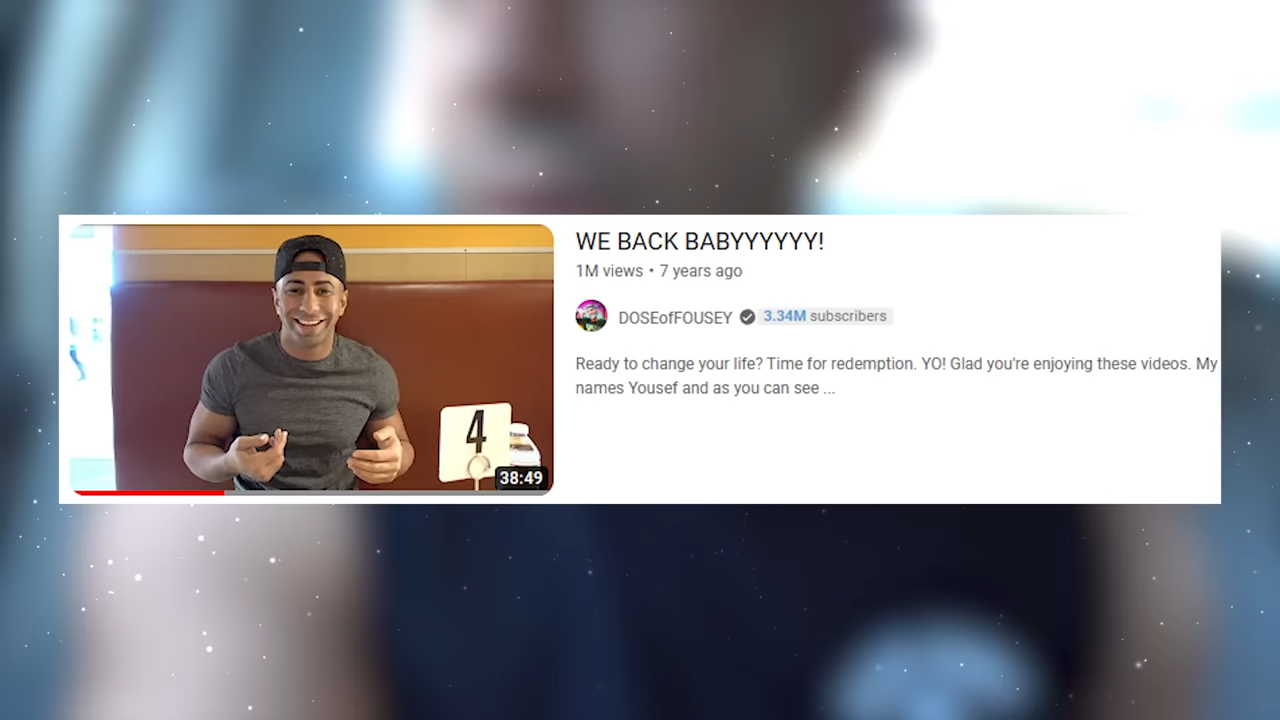 WE BACK BABYYYYYY!
1M views • 7 years ago
DOSEofFOUSEY 3.34M subscribers
Ready to change your life? Time for redemption. YO! Glad you're enjoying these videos. My
names Yousef and as you can see ...
4
38:49